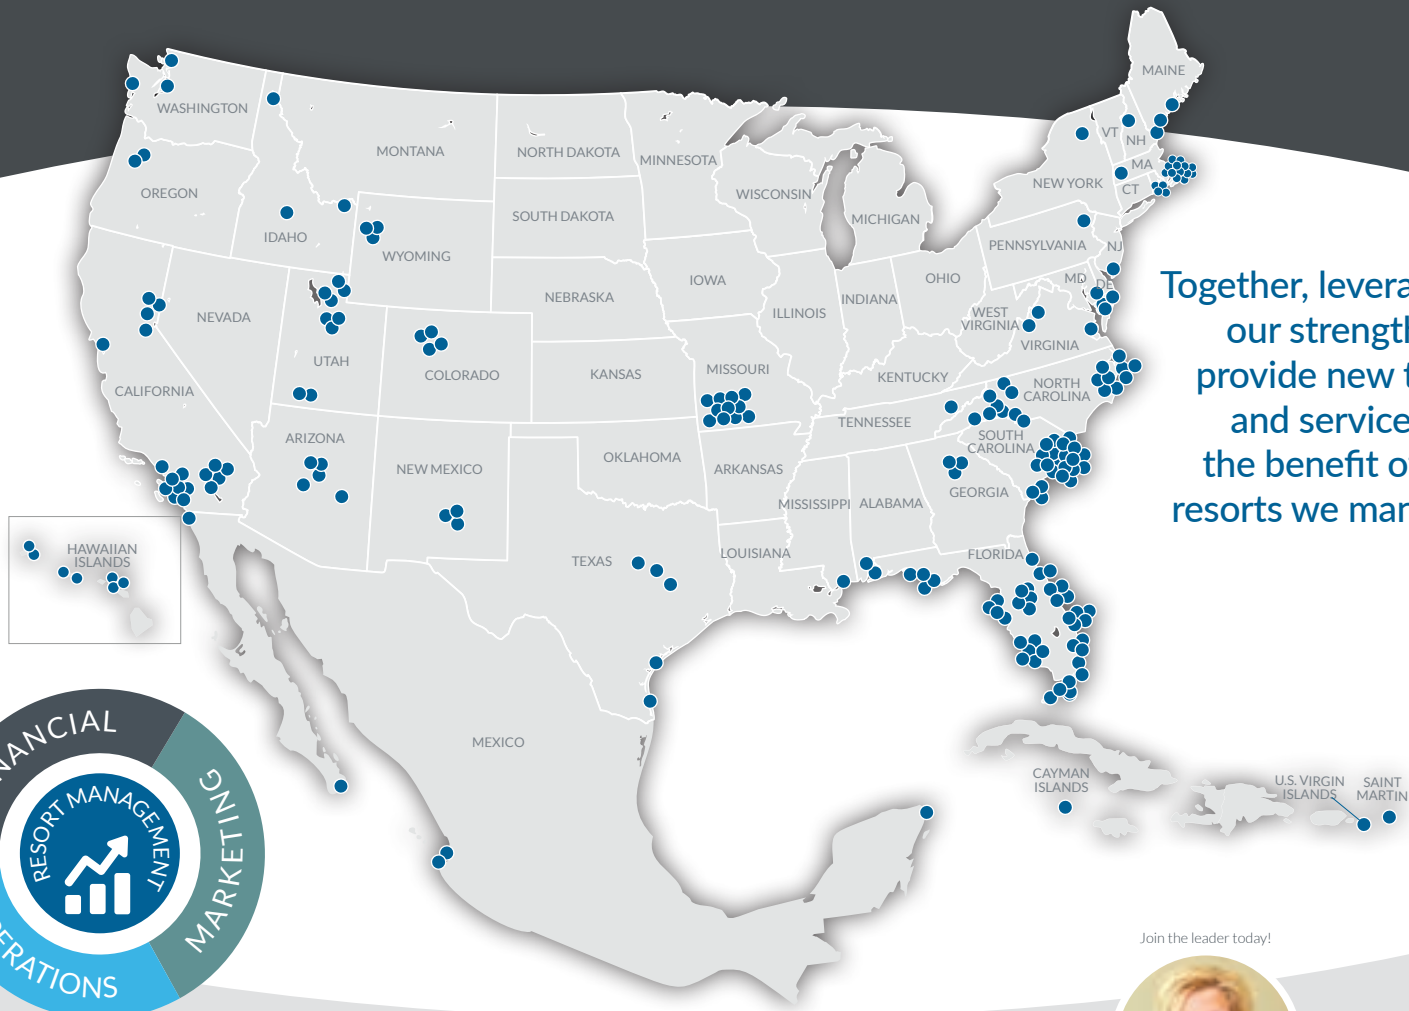 MAINE
WASHINGTON
MONTANA
NORTH DAKOTA
MINNESOTA
VT
NH
MA
CT
NEW YORK
OREGON
IDAHO
WYOMING
SOUTH DAKOTA
WISCONSIN
MICHIGAN
PENNSYLVANIA
NJ
MD
DE
NEVADA
UTAH
COLORADO
NEBRASKA
IOWA
ILLINOIS
INDIANA
OHIO
WEST
VIRGINIA
VIRGINIA
CALIFORNIA
KANSAS
MISSOURI
KENTUCKY
NORTH
CAROLINA
TENNESSEE
SOUTH
CAROLINA
ARIZONA
NEW MEXICO
OKLAHOMA
ARKANSAS
MISSISSIPPI
ALABAMA
GEORGIA
TEXAS
LOUISIANA
FLORIDA
HAWAIIAN
ISLANDS
MEXICO
CAYMAN
ISLANDS
U.S. VIRGIN
ISLANDS
SAINT
MARTIN
Together, levera
our strength
provide new t
and service
the benefit o
resorts we mar
NANCIAL
MARKETING
ERATIONS
RESORT MANAGEMENT
Join the leader today!